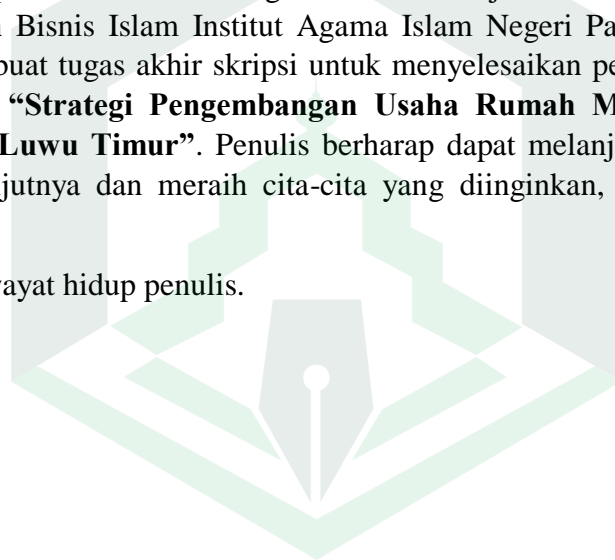 Bisnis Islam Institut Agama Islam Negeri Pa
buat tugas akhir skripsi untuk menyelesaikan pe
“Strategi Pengembangan Usaha Rumah M
Luwu Timur”. Penulis berharap dapat melanj
jutnya dan meraih cita-cita yang diinginkan,
ayat hidup penulis.